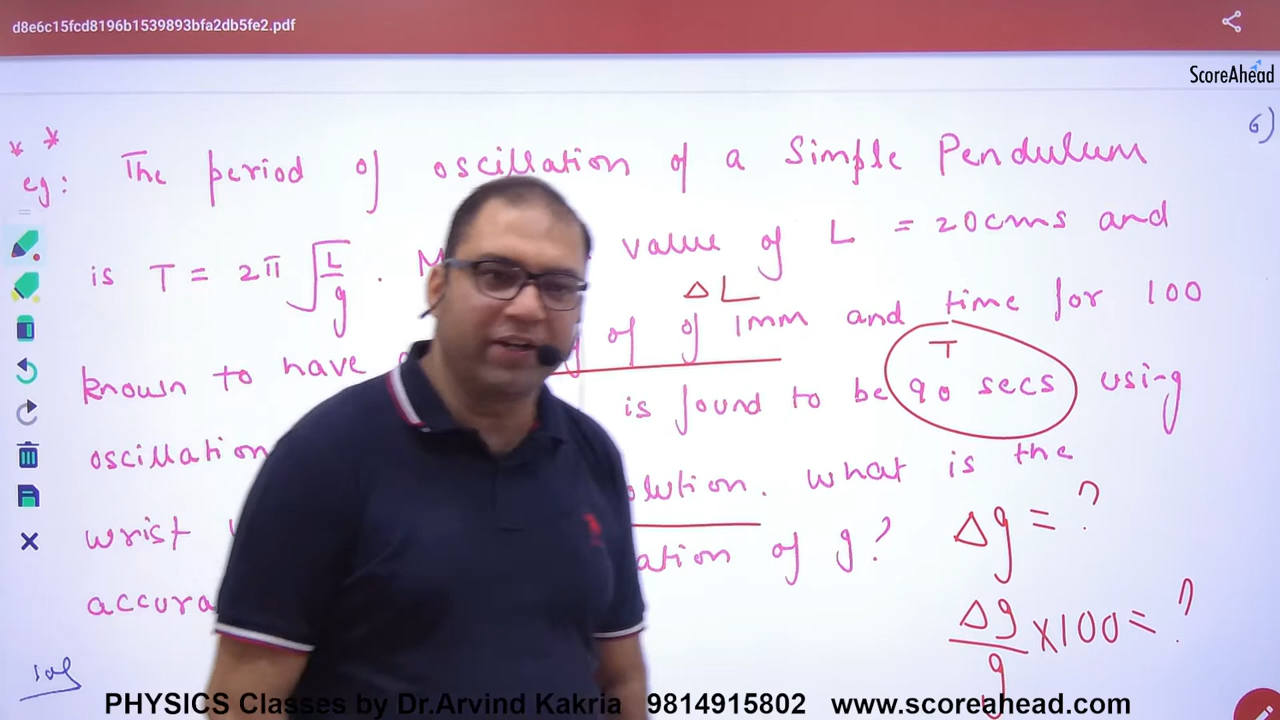 d8e6c15fcd8196b1539893bfa2db5fe2.pdf
ScoreAhead
6)
* *
eg: The period of oscillation of a Simple Pendulum
is T = 2π √(L/g) . value of L = 20cms and
ΔL
known to have of of 1mm and time for 100
T
oscillation is found to be 90 secs using
wrist olution. What is the
accura ation of g?
Δg = ?
Δg/g ×100 = ?
Sol
PHYSICS Classes by Dr.Arvind Kakria 9814915802 www.scoreahead.com